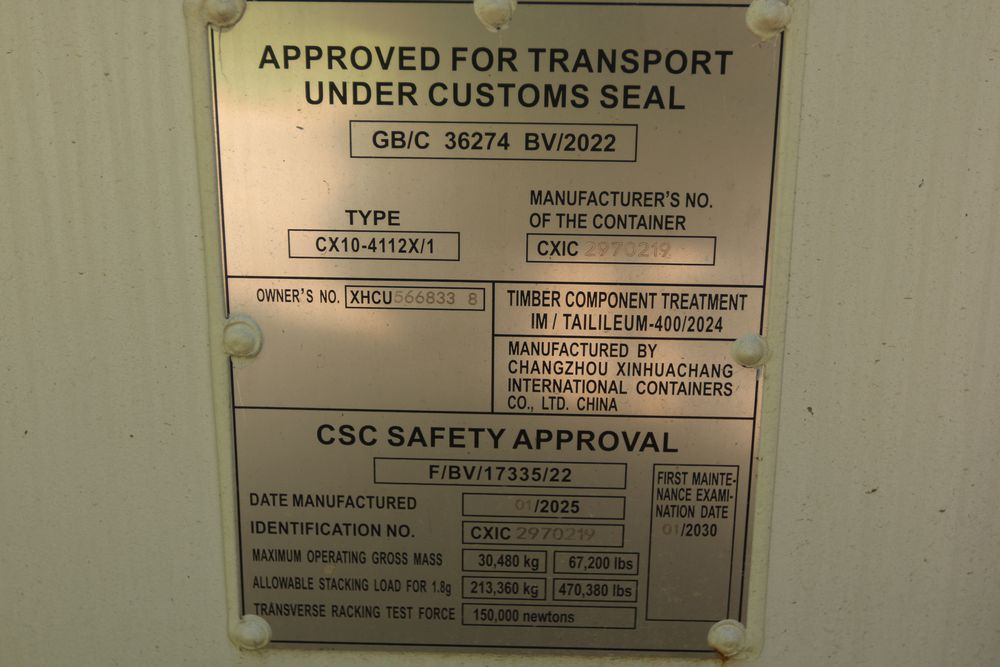 APPROVED FOR TRANSPORT
UNDER CUSTOMS SEAL
GB/C 36274 BV/2022
TYPE
CX10-4112X/1
MANUFACTURER'S NO.
OF THE CONTAINER
CXIC 2970219
OWNER'S NO. XHCU 566833 8
TIMBER COMPONENT TREATMENT
IM / TAILILEUM-400/2024
MANUFACTURED BY
CHANGZHOU XINHUACHANG
INTERNATIONAL CONTAINERS
CO., LTD. CHINA
CSC SAFETY APPROVAL
F/BV/17335/22
DATE MANUFACTURED 01/2025
IDENTIFICATION NO. CXIC 2970219
MAXIMUM OPERATING GROSS MASS 30,480 kg 67,200 lbs
ALLOWABLE STACKING LOAD FOR 1.8g 213,360 kg 470,380 lbs
TRANSVERSE RACKING TEST FORCE 150,000 newtons
FIRST MAINTE-
NANCE EXAMI-
NATION DATE
01/2030